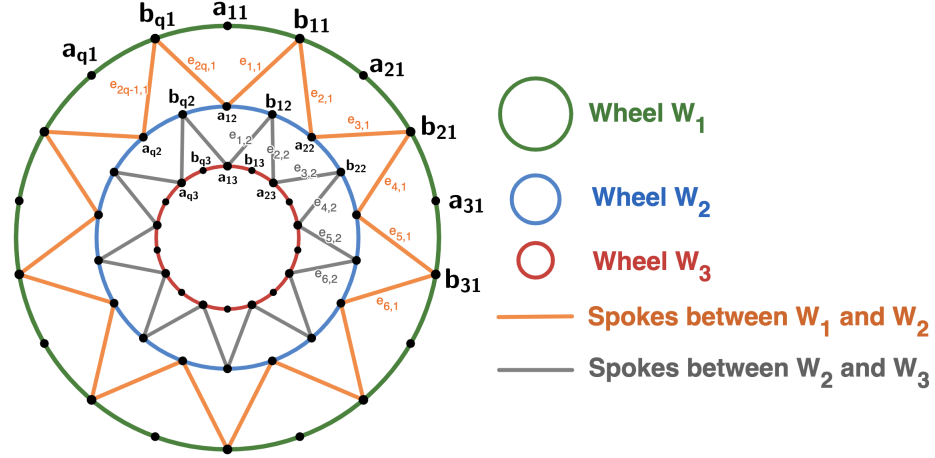 a11
bq1
b11
aq1
a21
e2q,1
e1,1
e2q-1,1
e2,1
bq2
b12
a12
e3,1
b21
aq2
e1,2
a22
e2,2
bq3
b13
b22
a13
e3,2
aq3
a23
e4,1
e4,2
a31
e5,2
e5,1
e6,2
b31
e6,1
Wheel W1
Wheel W2
Wheel W3
Spokes between W1 and W2
Spokes between W2 and W3